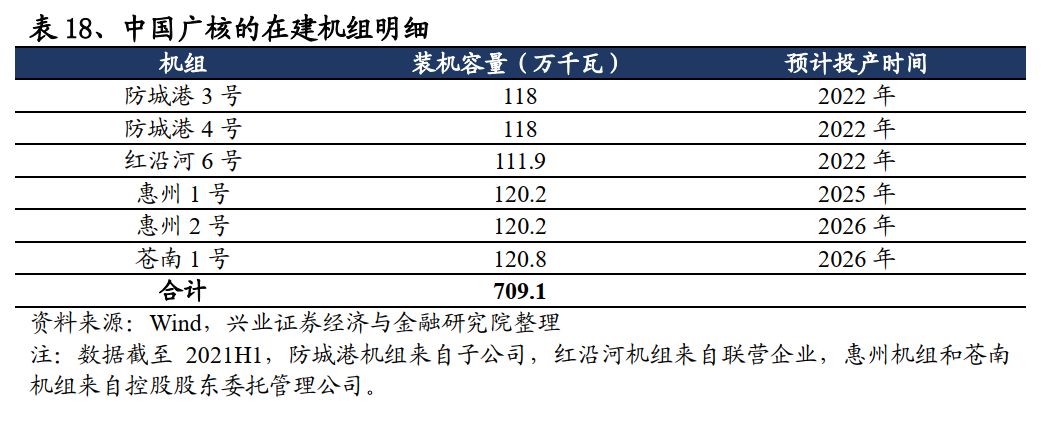 表 18、中国广核的在建机组明细
机组 装机容量（万千瓦） 预计投产时间
防城港 3 号 118 2022 年
防城港 4 号 118 2022 年
红沿河 6 号 111.9 2022 年
惠州 1 号 120.2 2025 年
惠州 2 号 120.2 2026 年
苍南 1 号 120.8 2026 年
合计 709.1
资料来源：Wind，兴业证券经济与金融研究院整理
注：数据截至 2021H1，防城港机组来自子公司，红沿河机组来自联营企业，惠州机组和苍南
机组来自控股股东委托管理公司。